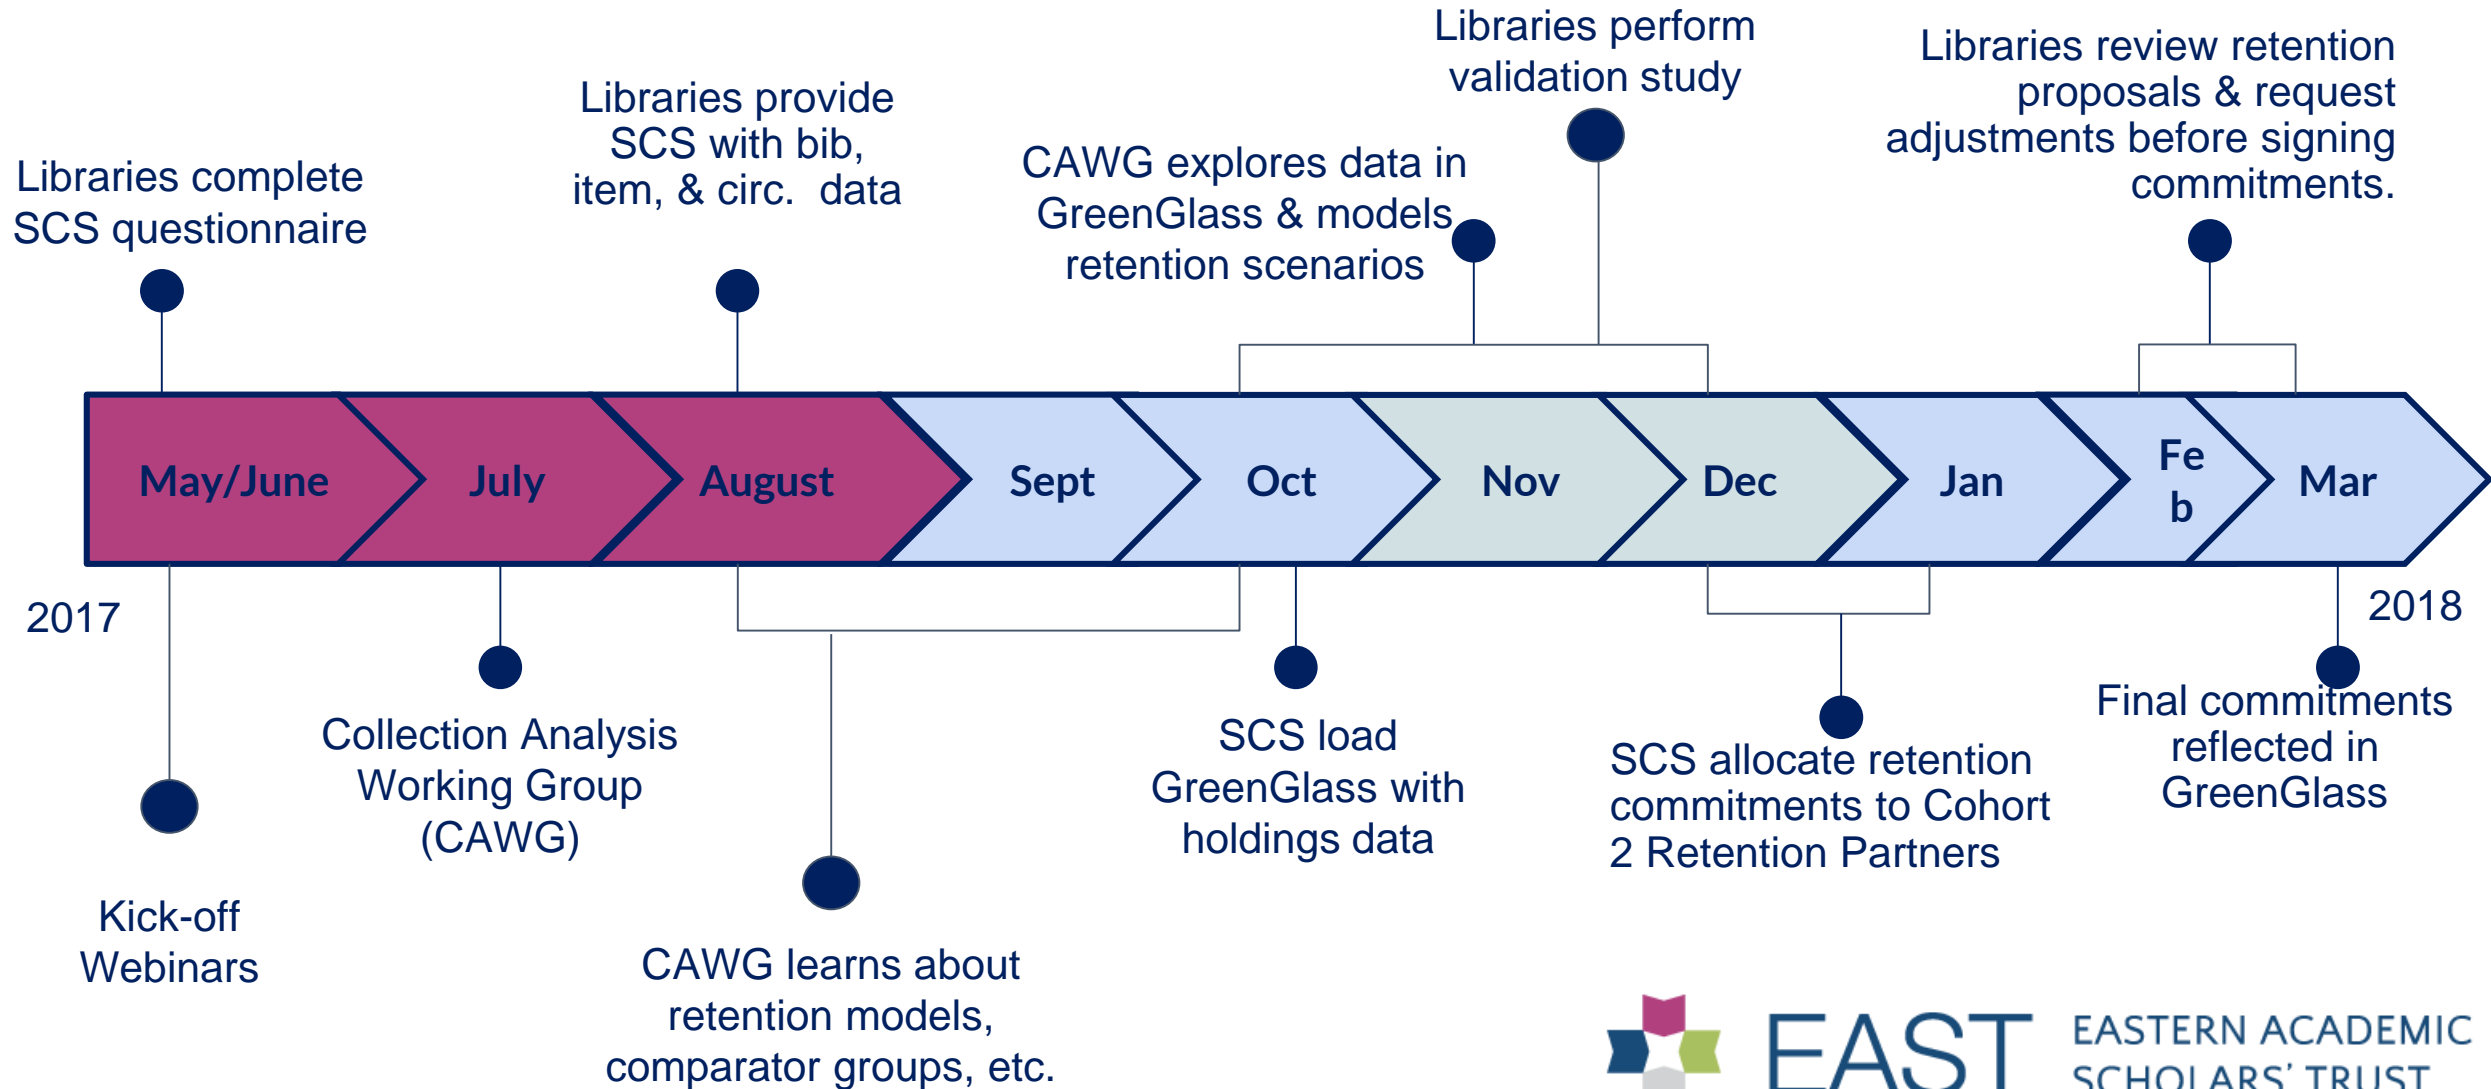 Libraries complete
SCS questionnaire
Libraries provide
SCS with bib,
item, & circ.  data
CAWG explores data in
GreenGlass & models
retention scenarios
Libraries perform
validation study
Libraries review retention
proposals & request
adjustments before signing
commitments.
May/June
July
August
Sept
Oct
Nov
Dec
Jan
Fe
b
Mar
2017
2018
Kick-off
Webinars
Collection Analysis
Working Group
(CAWG)
CAWG learns about
retention models,
comparator groups, etc.
SCS load
GreenGlass with
holdings data
SCS allocate retention
commitments to Cohort
2 Retention Partners
Final commitments
reflected in
GreenGlass
EAST
EASTERN ACADEMIC
SCHOLARS' TRUST